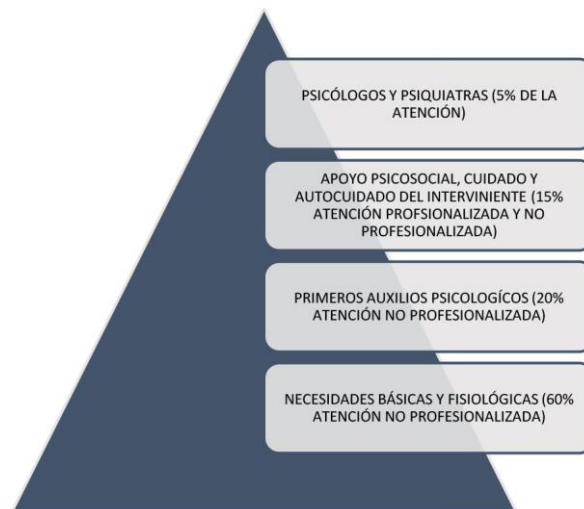 PSICÓLOGOS Y PSIQUIATRAS (5% DE LA
ATENCIÓN)
APOYO PSICOSOCIAL, CUIDADO Y
AUTOCUIDADO DEL INTERVINIENTE (15%
ATENCIÓN PROFSIONALIZADA Y NO
PROFESIONALIZADA)
PRIMEROS AUXILIOS PSICOLOGÍCOS (20%
ATENCIÓN NO PROFESIONALIZADA)
NECESIDADES BÁSICAS Y FISIOLÓGICAS (60%
ATENCIÓN NO PROFESIONALIZADA)